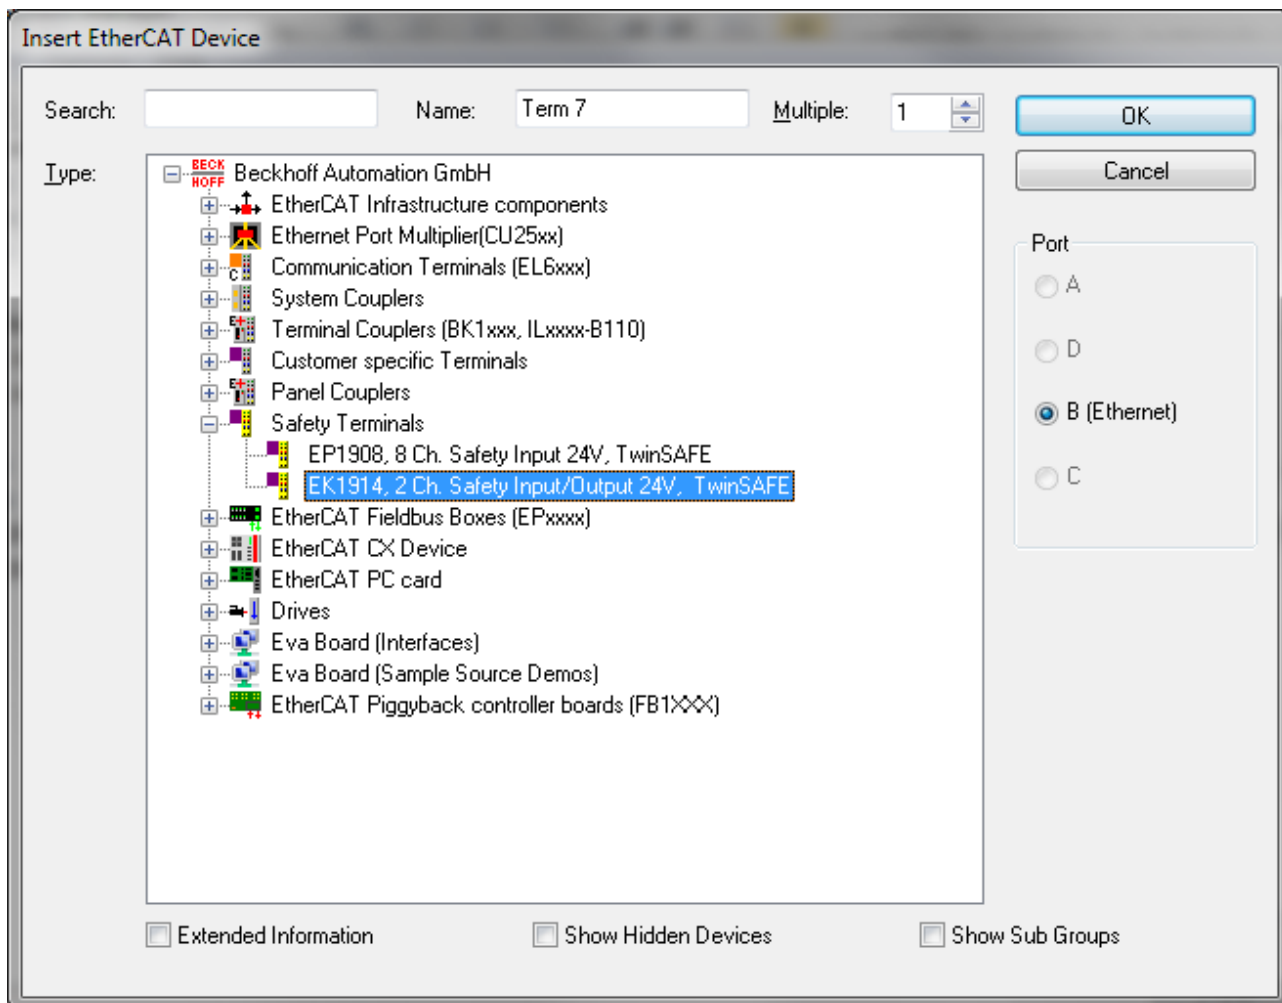 Insert EtherCAT Device
Search:
Name: Term 7
Multiple: 1
OK
Type:
BECK
HOFF
Beckhoff Automation GmbH
Cancel
EtherCAT Infrastructure components
Ethernet Port Multiplier(CU25xx)
C
Communication Terminals (EL6xxx)
System Couplers
Terminal Couplers (BK1xxx, ILxxxx-B110)
Customer specific Terminals
Panel Couplers
Safety Terminals
EP1908, 8 Ch. Safety Input 24V, TwinSAFE
EK1914, 2 Ch. Safety Input/Output 24V, TwinSAFE
EtherCAT Fieldbus Boxes (EPxxxx)
EtherCAT CX Device
EtherCAT PC card
Drives
Eva Board (Interfaces)
Eva Board (Sample Source Demos)
EtherCAT Piggyback controller boards (FB1XXX)
Port
A
D
B (Ethernet)
C
Extended Information
Show Hidden Devices
Show Sub Groups